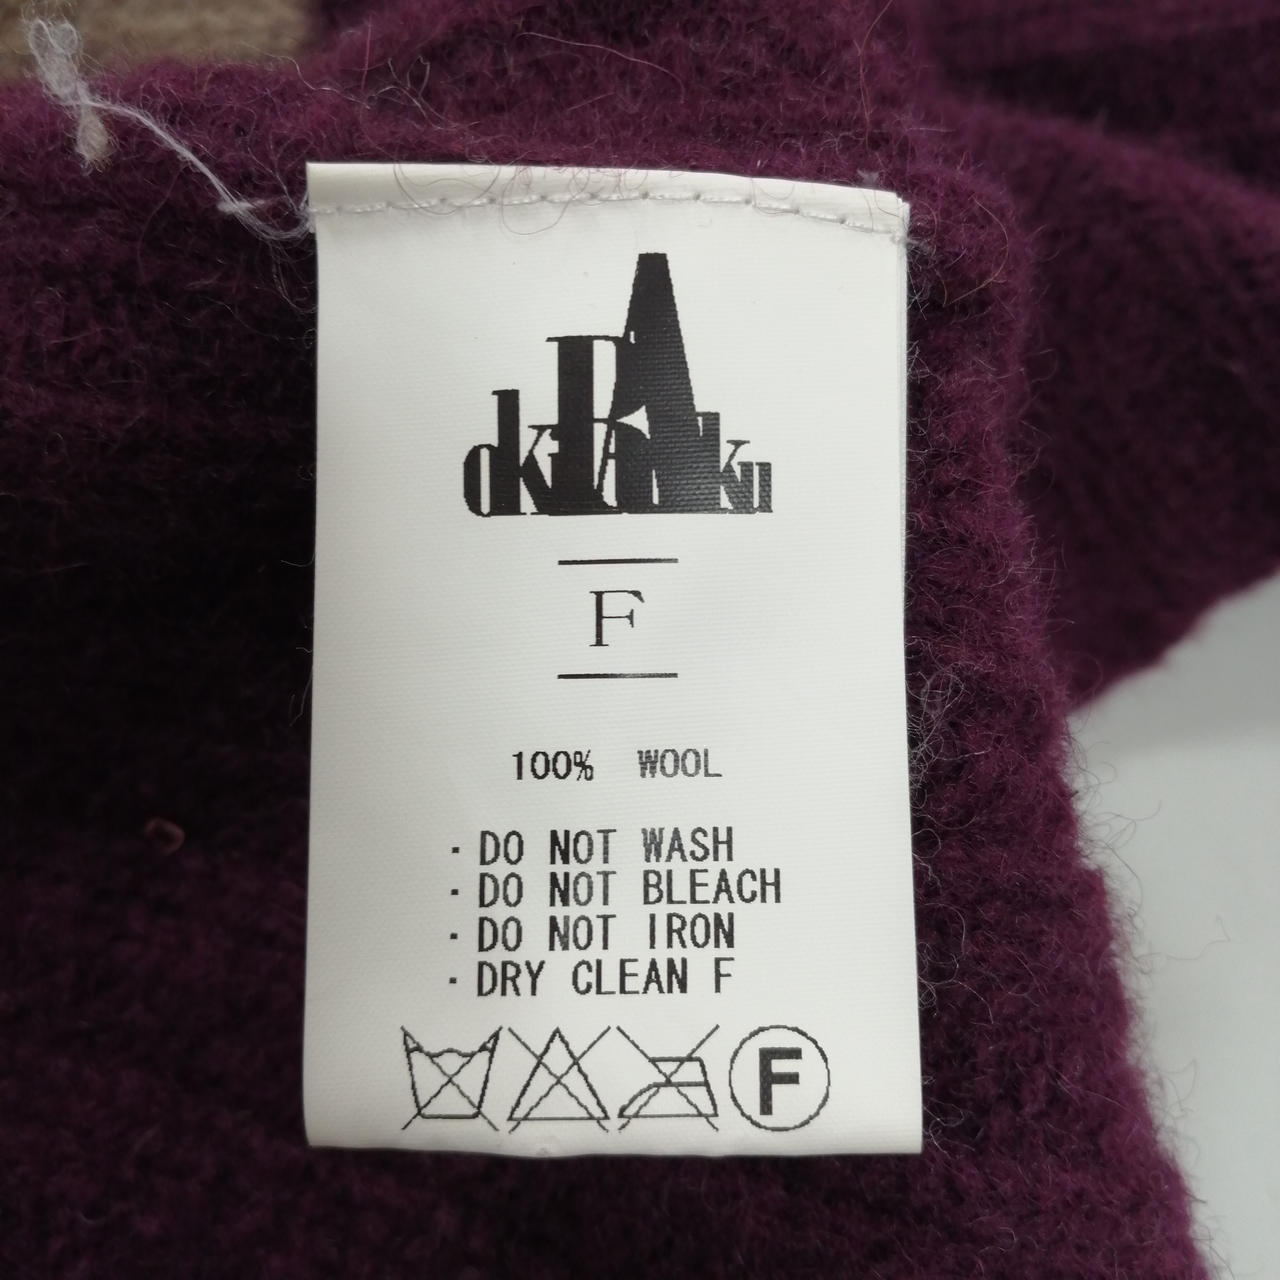 F
100% WOOL
· DO NOT WASH
· DO NOT BLEACH
· DO NOT IRON
· DRY CLEAN F
F